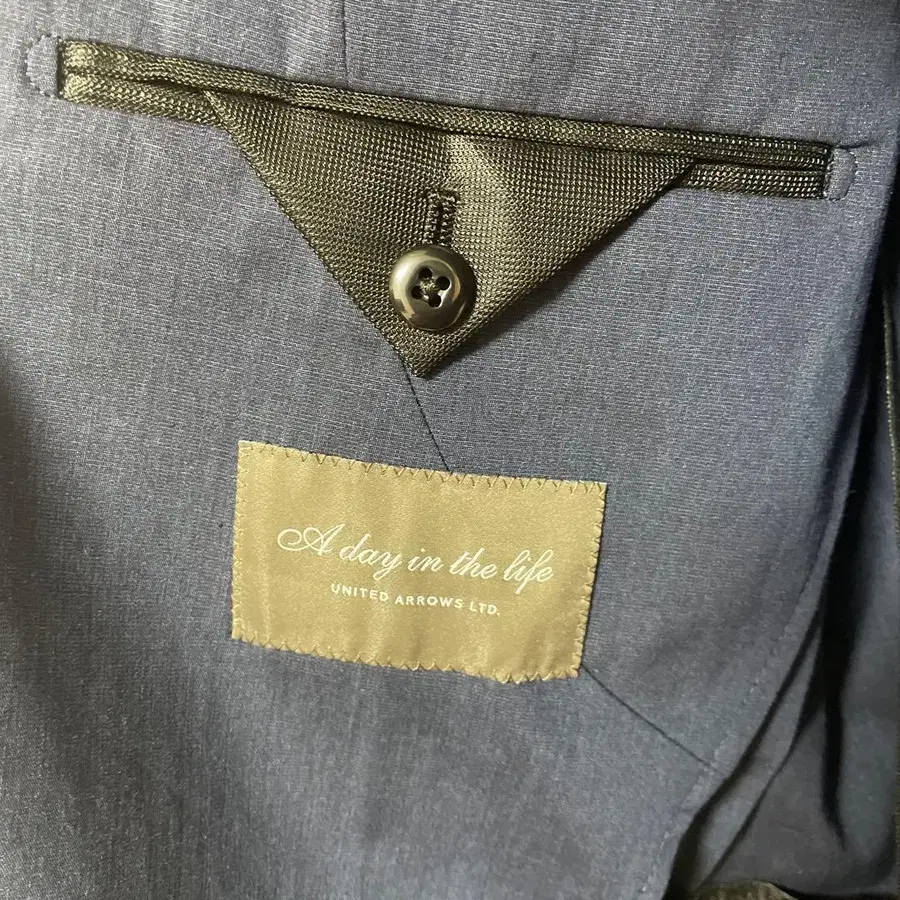 A day in the life
UNITED ARROWS LTD.